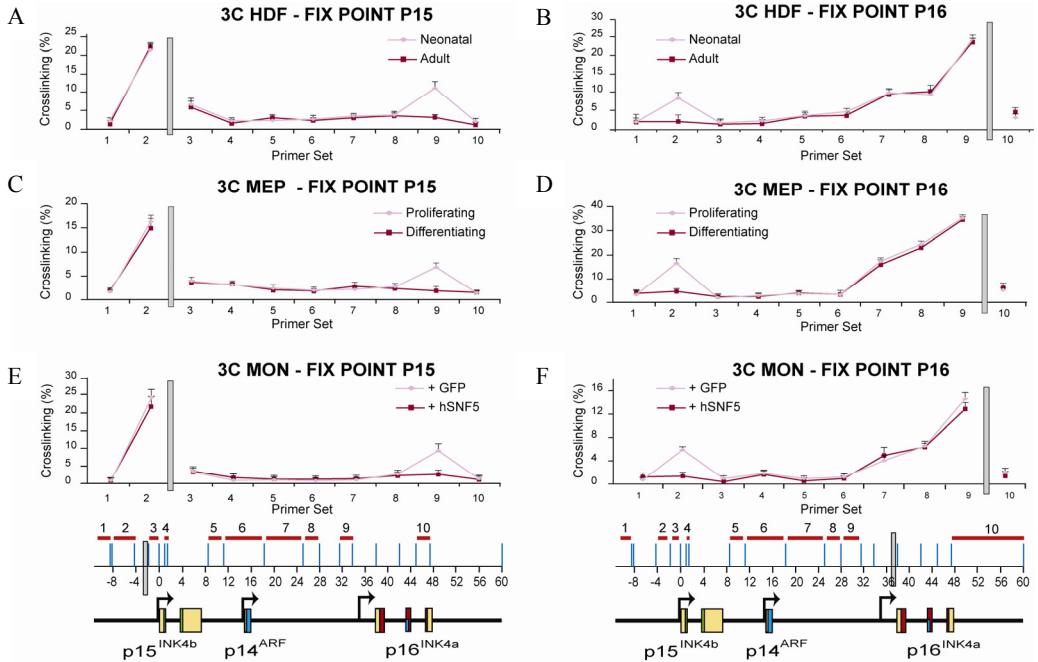 A
3C HDF - FIX POINT P15
Crosslinking (%)
25
20
15
10
5
0
Neonatal
Adult
1 2 3 4 5 6 7 8 9 10
Primer Set
B
3C HDF - FIX POINT P16
Crosslinking (%)
30
25
20
15
10
5
0
Neonatal
Adult
1 2 3 4 5 6 7 8 9 10
Primer Set
C
3C MEP - FIX POINT P15
Crosslinking (%)
20
15
10
5
0
Proliferating
Differentiating
1 2 3 4 5 6 7 8 9 10
Primer Set
D
3C MEP - FIX POINT P16
Crosslinking (%)
40
30
20
10
0
Proliferating
Differentiating
1 2 3 4 5 6 7 8 9 10
Primer Set
E
3C MON - FIX POINT P15
Crosslinking (%)
30
25
20
15
10
5
0
+ GFP
+ hSNF5
1 2 3 4 5 6 7 8 9 10
Primer Set
1 2 3 4 5 6 7 8 9 10
-8 -4 0 4 8 12 16 20 24 28 32 36 40 44 48 52 56 60
p15INK4b p14ARF p16INK4a
F
3C MON - FIX POINT P16
Crosslinking (%)
16
12
8
4
0
+ GFP
+ hSNF5
1 2 3 4 5 6 7 8 9 10
Primer Set
1 2 3 4 5 6 7 8 9 10
-8 -4 0 4 8 12 16 20 24 28 32 36 40 44 48 52 56 60
p15INK4b p14ARF p16INK4a